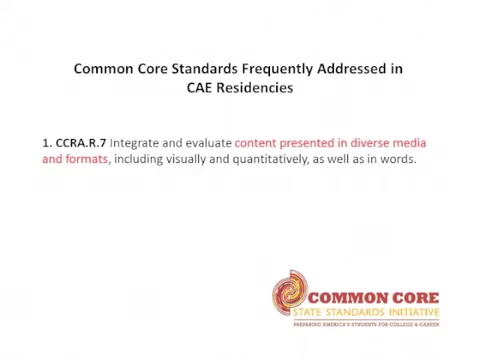 Common Core Standards Frequently Addressed in
CAE Residencies
1. CCRA.R.7 Integrate and evaluate content presented in diverse media
and formats, including visually and quantitatively, as well as in words.
COMMON CORE
STATE STANDARDS INITIATIVE
PREPARING AMERICA'S STUDENTS FOR COLLEGE & CAREER